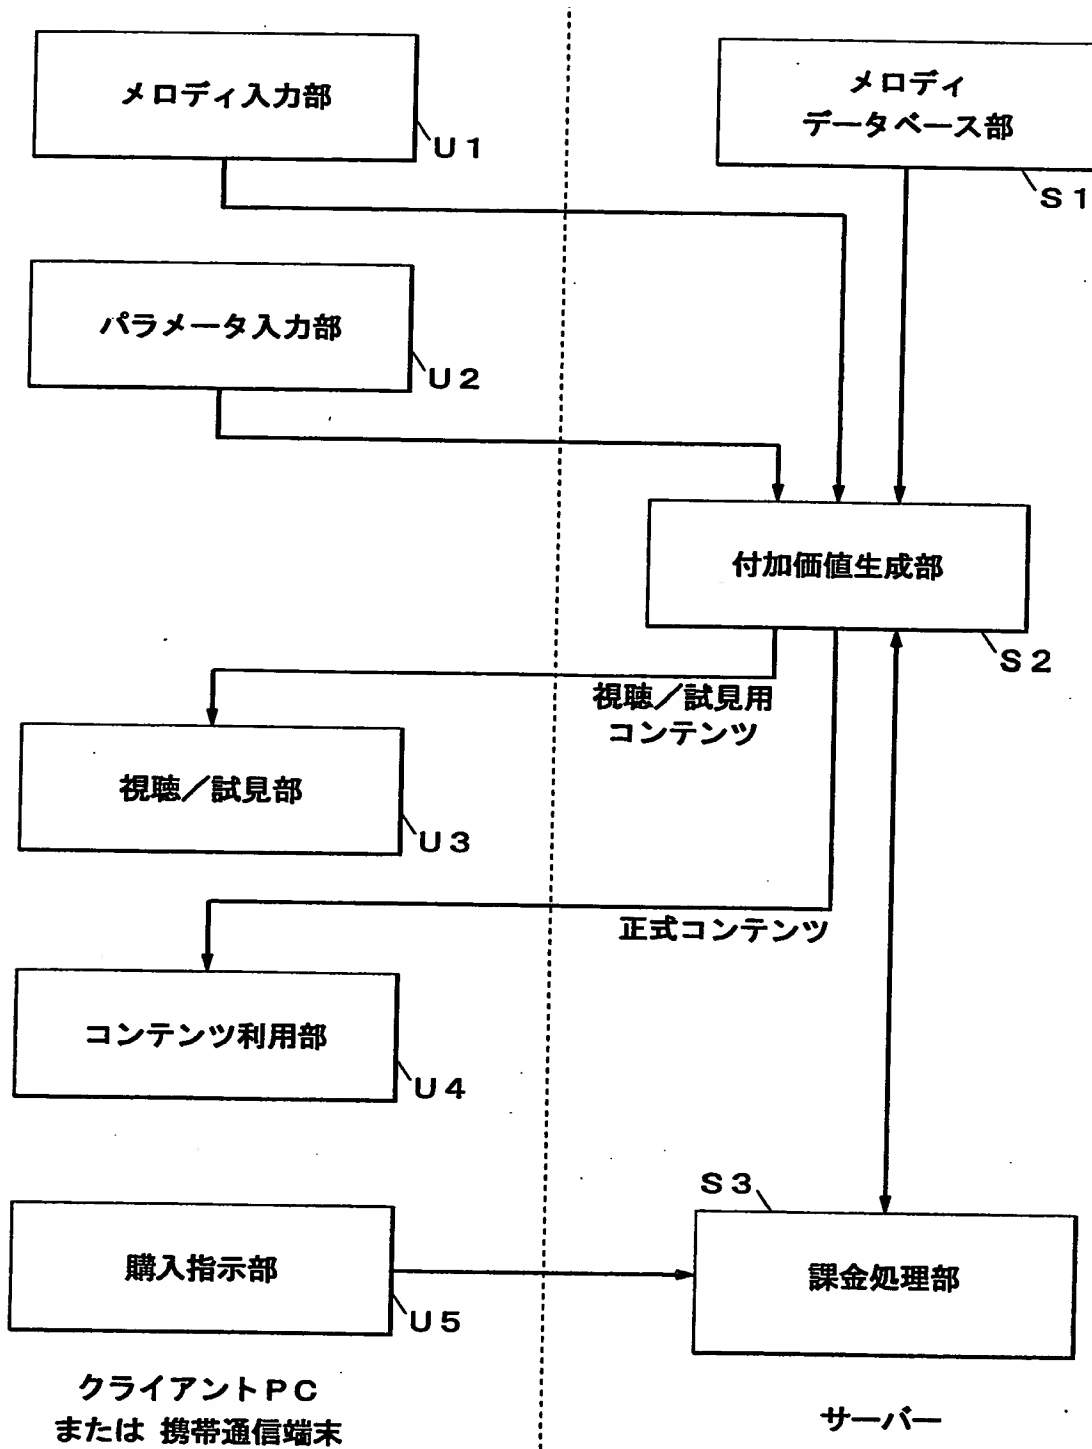 メロディ入力部
U1
メロディ
データベース部
S1
パラメータ入力部
U2
付加価値生成部
S2
視聴／試見用
コンテンツ
視聴／試見部
U3
正式コンテンツ
コンテンツ利用部
U4
S3
購入指示部
U5
課金処理部
クライアントPC
または 携帯通信端末
サーバー